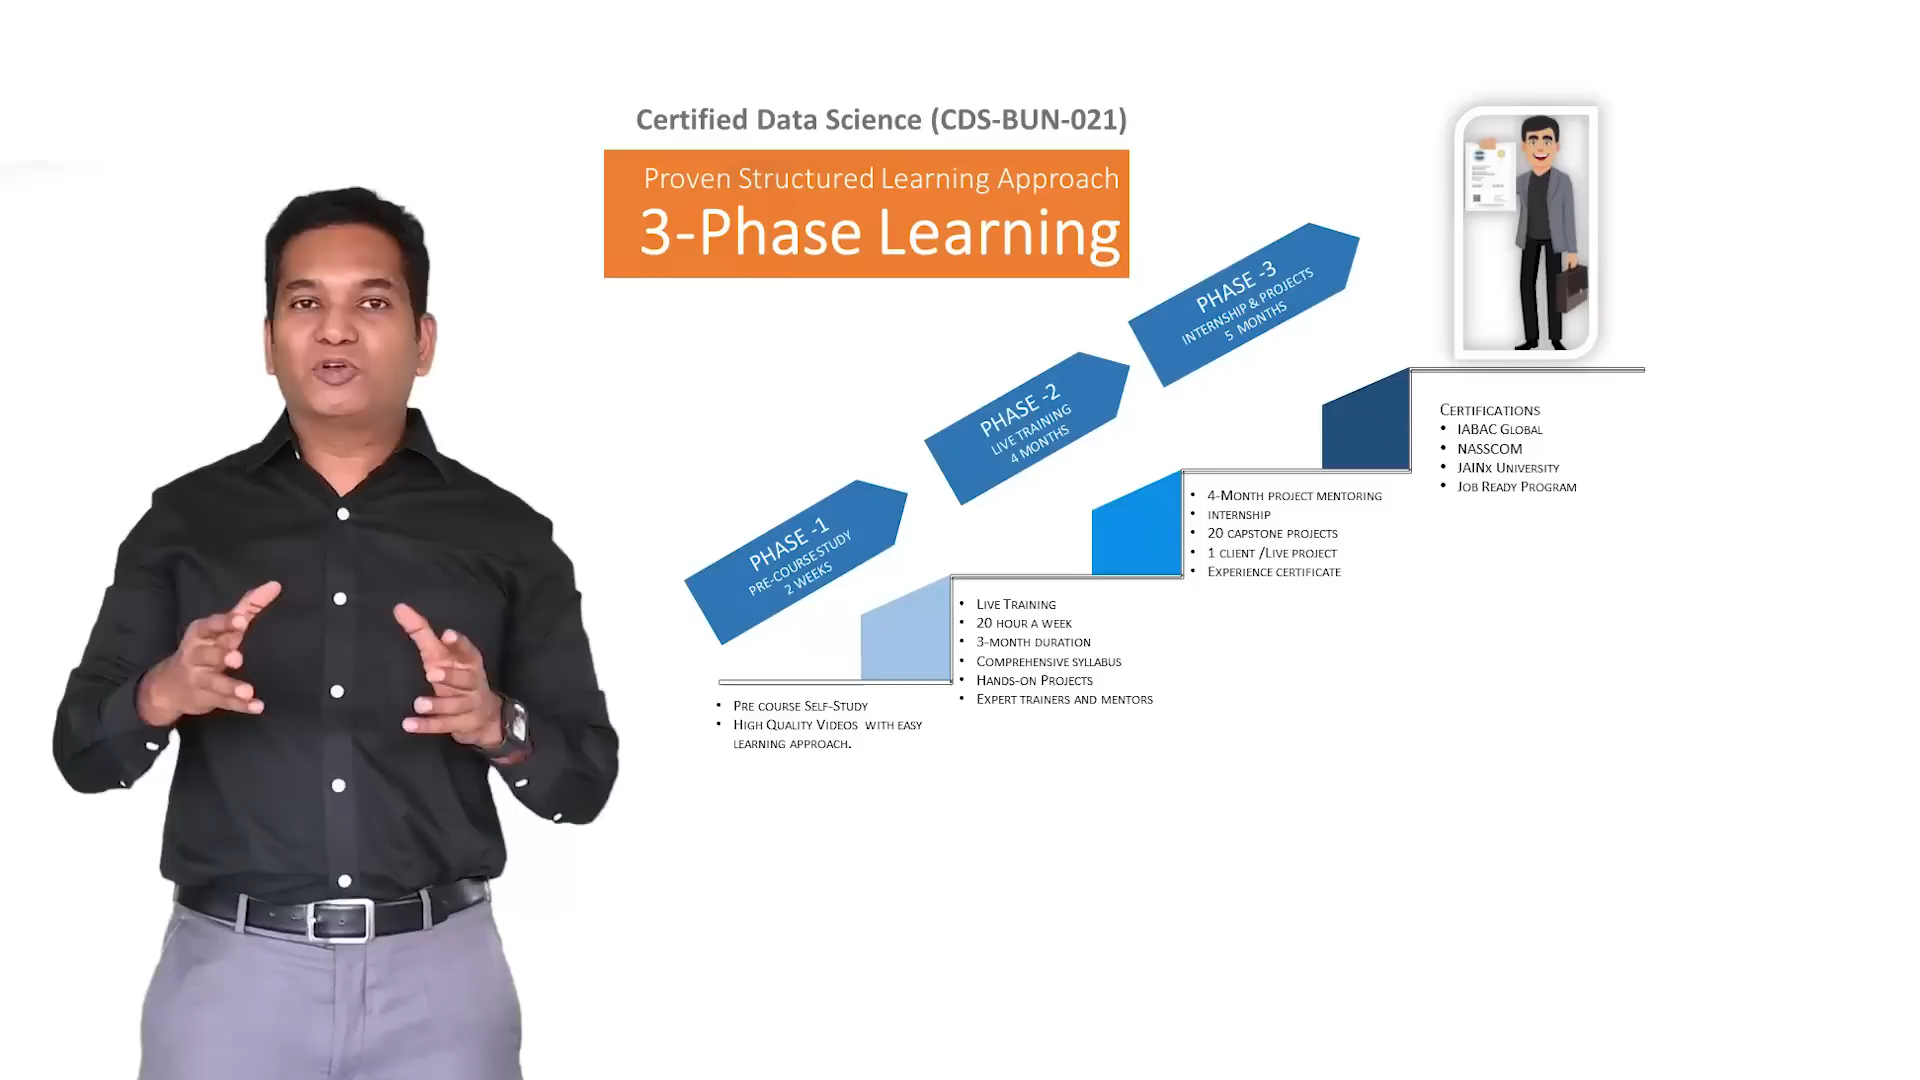 Certified Data Science (CDS-BUN-021)
Proven Structured Learning Approach
3-Phase Learning
PHASE -1
PRE-COURSE STUDY
2 WEEKS
PHASE -2
LIVE TRAINING
4 MONTHS
PHASE -3
INTERNSHIP & PROJECTS
5 MONTHS
• Pre course Self-Study
• High Quality Videos with easy
learning approach.
• Live Training
• 20 hour a week
• 3-month duration
• Comprehensive syllabus
• Hands-on Projects
• Expert trainers and mentors
• 4-Month project mentoring
• internship
• 20 capstone projects
• 1 client /Live project
• Experience certificate
Certifications
• IABAC Global
• NASSCOM
• JAINx University
• Job Ready Program